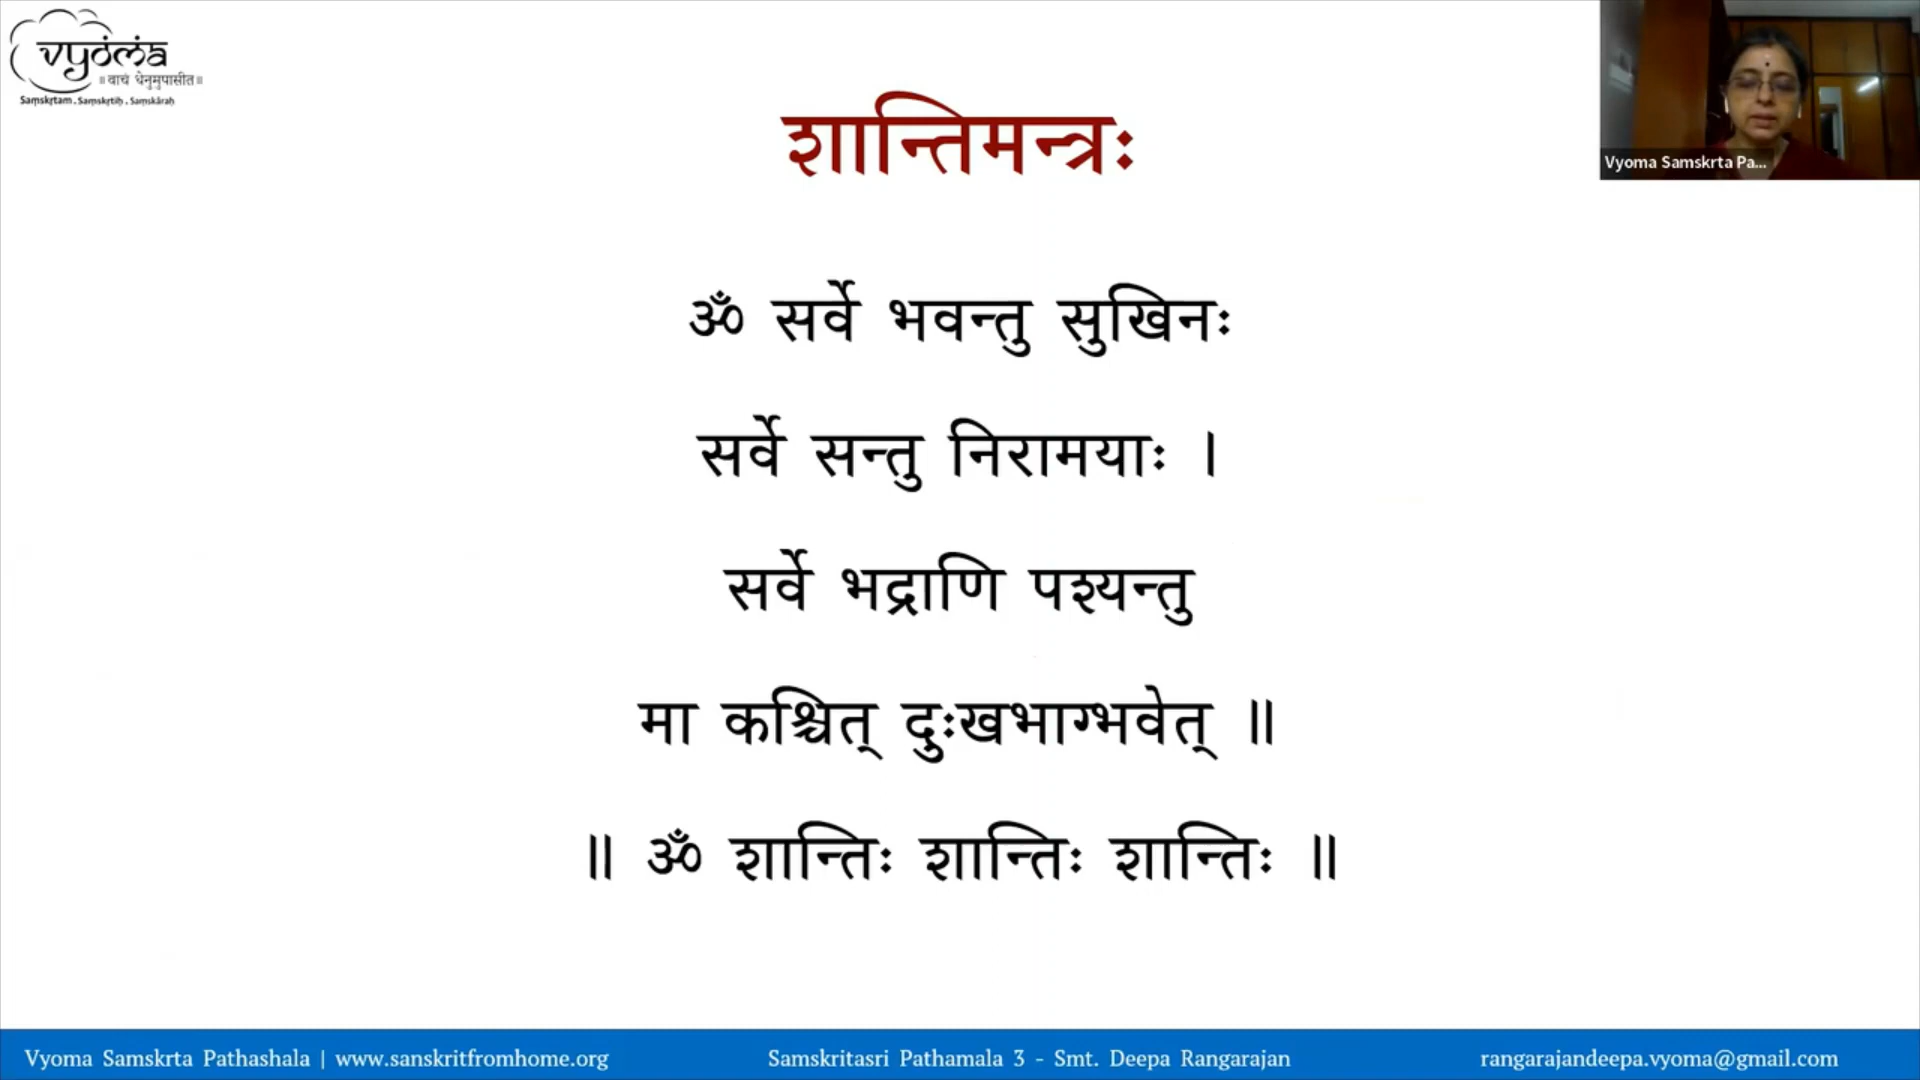 vyoma
॥ वाचं धेनुमुपासीत॥
Saṃskṛtam . Saṃskṛtiḥ . Saṃskāraḥ
Vyoma Samskrta Pa...
शान्तिमन्त्रः
ॐ सर्वे भवन्तु सुखिनः
सर्वे सन्तु निरामयाः ।
सर्वे भद्राणि पश्यन्तु
मा कश्चित् दुःखभाग्भवेत् ॥
॥ ॐ शान्तिः शान्तिः शान्तिः ॥
Vyoma Samskrta Pathashala | www.sanskritfromhome.org
Samskritasri Pathamala 3 - Smt. Deepa Rangarajan
rangarajandeepa.vyoma@gmail.com